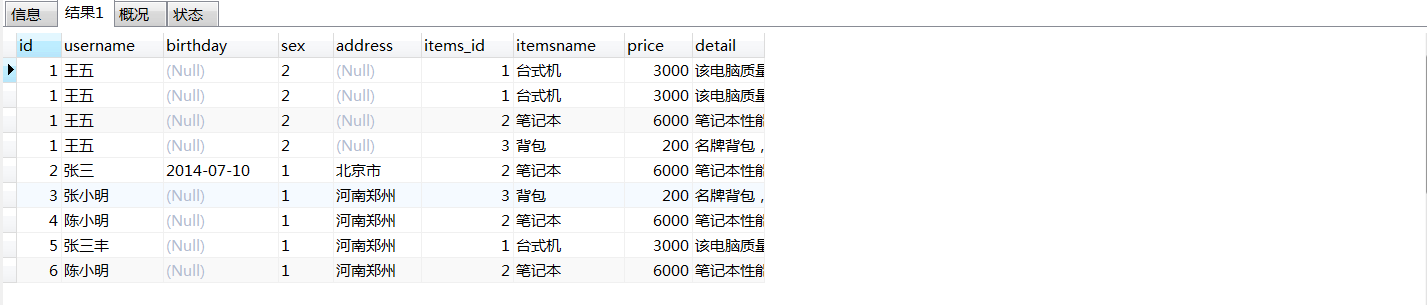 信息 结果1 概况 状态
id username birthday sex address items_id itemsname price detail
1 王五 (Null) 2 (Null) 1 台式机 3000 该电脑质量
1 王五 (Null) 2 (Null) 1 台式机 3000 该电脑质量
1 王五 (Null) 2 (Null) 2 笔记本 6000 笔记本性能
1 王五 (Null) 2 (Null) 3 背包 200 名牌背包，
2 张三 2014-07-10 1 北京市 2 笔记本 6000 笔记本性能
3 张小明 (Null) 1 河南郑州 3 背包 200 名牌背包，
4 陈小明 (Null) 1 河南郑州 2 笔记本 6000 笔记本性能
5 张三丰 (Null) 1 河南郑州 1 台式机 3000 该电脑质量
6 陈小明 (Null) 1 河南郑州 2 笔记本 6000 笔记本性能